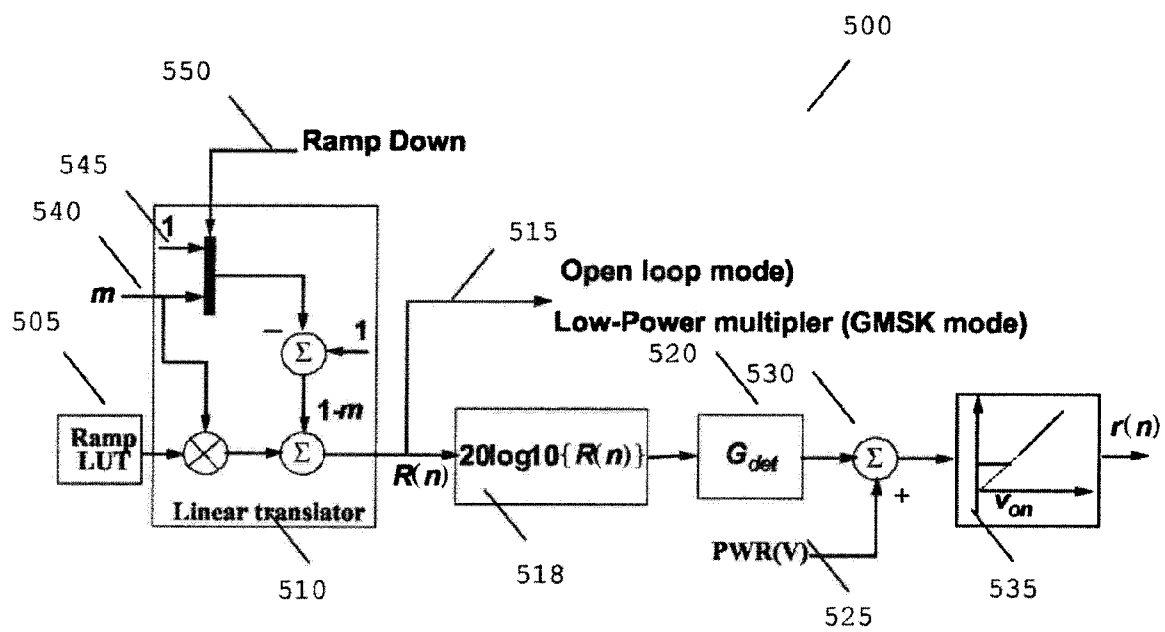 500
550
Ramp Down
545
540
1
515
Open loop mode)
m
Low-Power multipler (GMSK mode)
505
− Σ 1
520
530
1-m
Ramp
LUT
Σ
R(n)
20log10{R(n)}
G_det
Σ
+
r(n)
v_on
Linear translator
PWR(V)
510
518
525
535